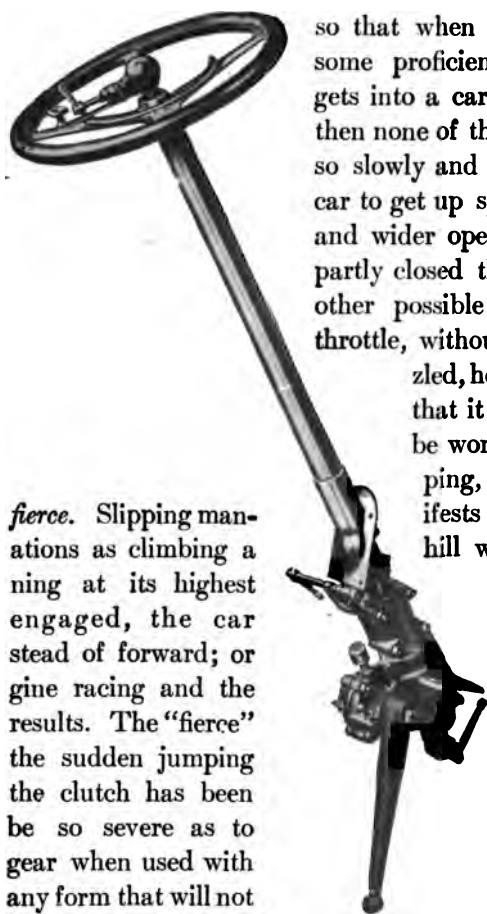 so that when
some proficien
gets into a car
then none of th
so slowly and
car to get up s
and wider ope
partly closed th
other possible
throttle, withou
zled, he
that it
be wor
ping,
fierce. Slipping man- ifests
ations as climbing a hill w
ning at its highest
engaged, the car
stead of forward; or
gine racing and the
results. The "fierce"
the sudden jumping
the clutch has been
be so severe as to
gear when used with
any form that will not